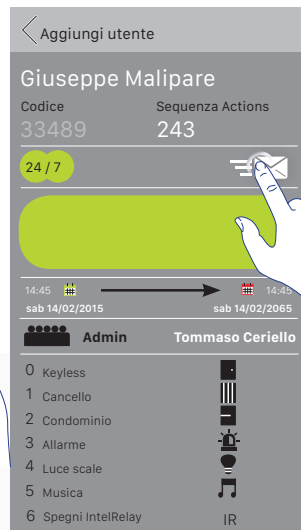 Aggiungi utente
Giuseppe Malipare
Codice Sequenza Actions
33489 243
24 / 7
14:45 14:45
sab 14/02/2015 sab 14/02/2065
Admin Tommaso Ceriello
0 Keyless
1 Cancello
2 Condominio
3 Allarme
4 Luce scale
5 Musica
6 Spegni IntelRelay IR